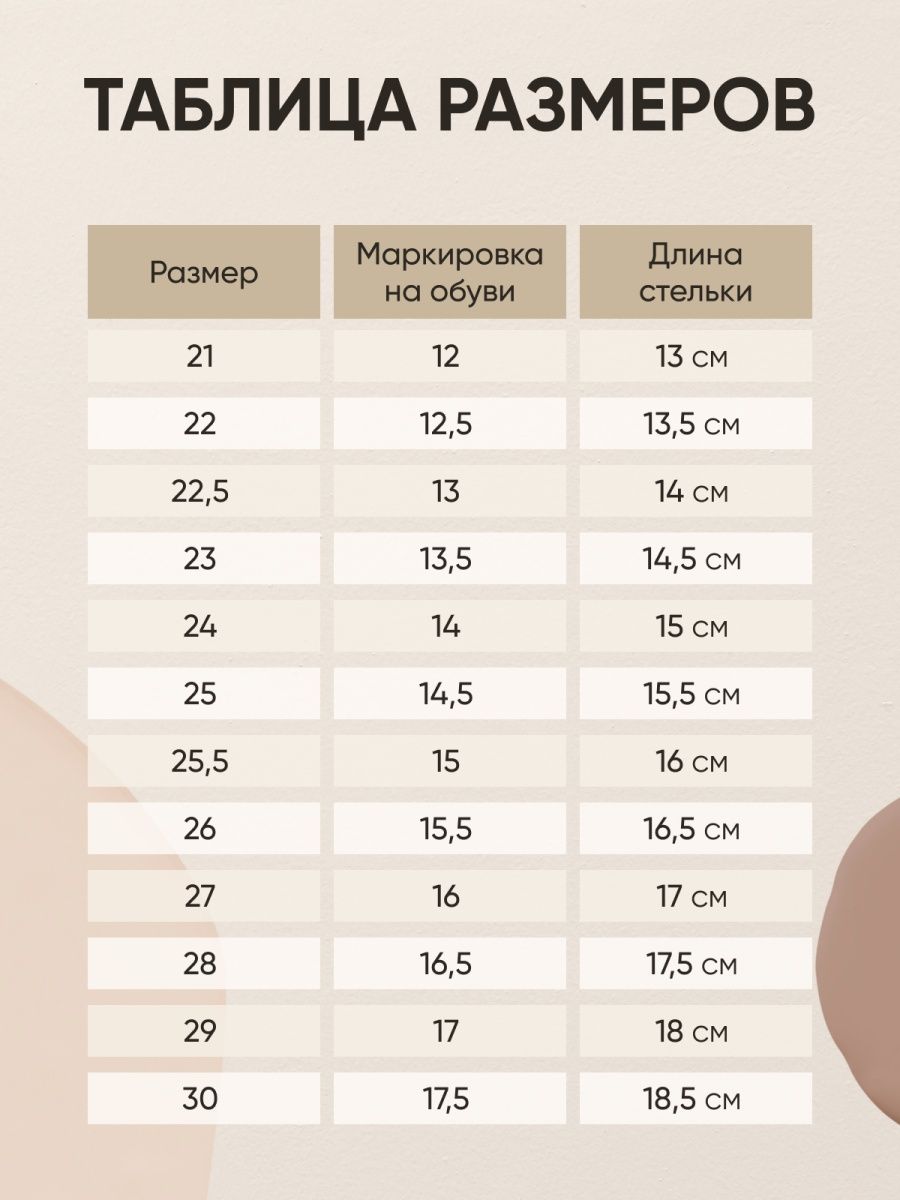 ТАБЛИЦА РАЗМЕРОВ
Размер Маркировка на обуви Длина стельки
21 12 13 см
22 12,5 13,5 см
22,5 13 14 см
23 13,5 14,5 см
24 14 15 см
25 14,5 15,5 см
25,5 15 16 см
26 15,5 16,5 см
27 16 17 см
28 16,5 17,5 см
29 17 18 см
30 17,5 18,5 см